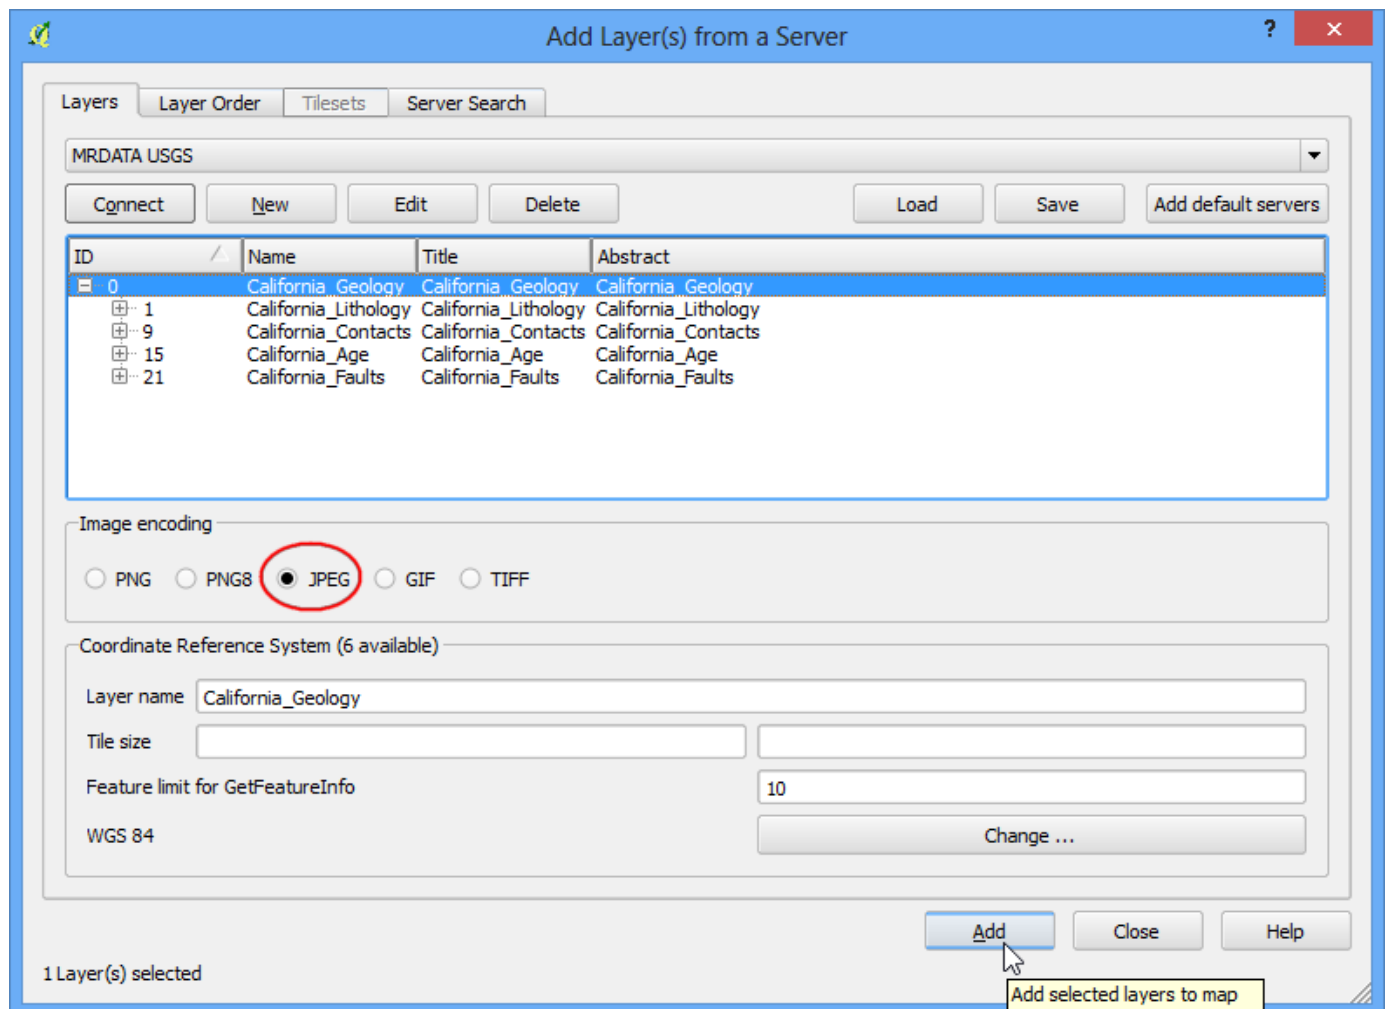 Add Layer(s) from a Server
?
Layers Layer Order Tilesets Server Search
MRDATA USGS
Connect New Edit Delete Load Save Add default servers
ID Name Title Abstract
0 California_Geology California_Geology California_Geology
1 California_Lithology California_Lithology California_Lithology
9 California_Contacts California_Contacts California_Contacts
15 California_Age California_Age California_Age
21 California_Faults California_Faults California_Faults
Image encoding
PNG PNG8 JPEG GIF TIFF
Coordinate Reference System (6 available)
Layer name California_Geology
Tile size
Feature limit for GetFeatureInfo 10
WGS 84 Change ...
Add Close Help
1 Layer(s) selected
Add selected layers to map